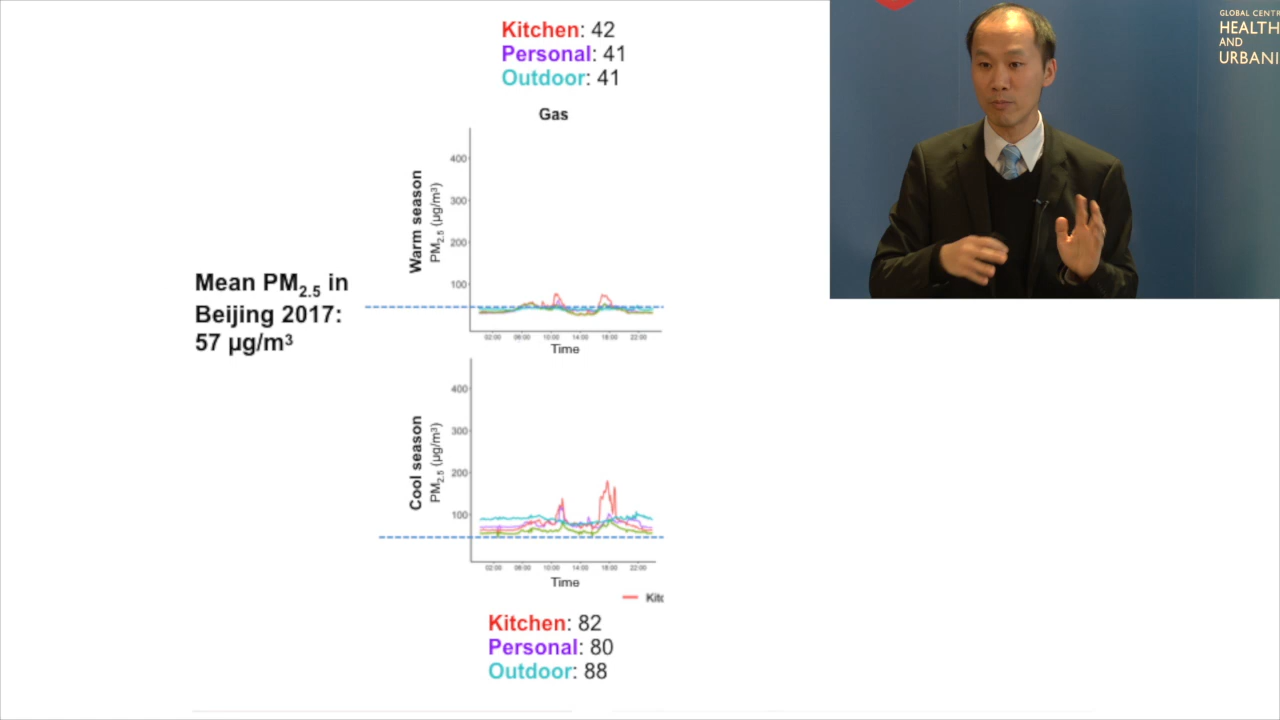 Kitchen: 42
Personal: 41
Outdoor: 41
Gas
Warm season
PM2.5 (µg/m³)
400
300
200
100
02:00 06:00 10:00 14:00 18:00 22:00
Time
Mean PM2.5 in
Beijing 2017:
57 µg/m³
Cool season
PM2.5 (µg/m³)
400
300
200
100
02:00 06:00 10:00 14:00 18:00 22:00
Time
Kitc
Kitchen: 82
Personal: 80
Outdoor: 88
GLOBAL CENTR
HEALTH
AND
URBANI